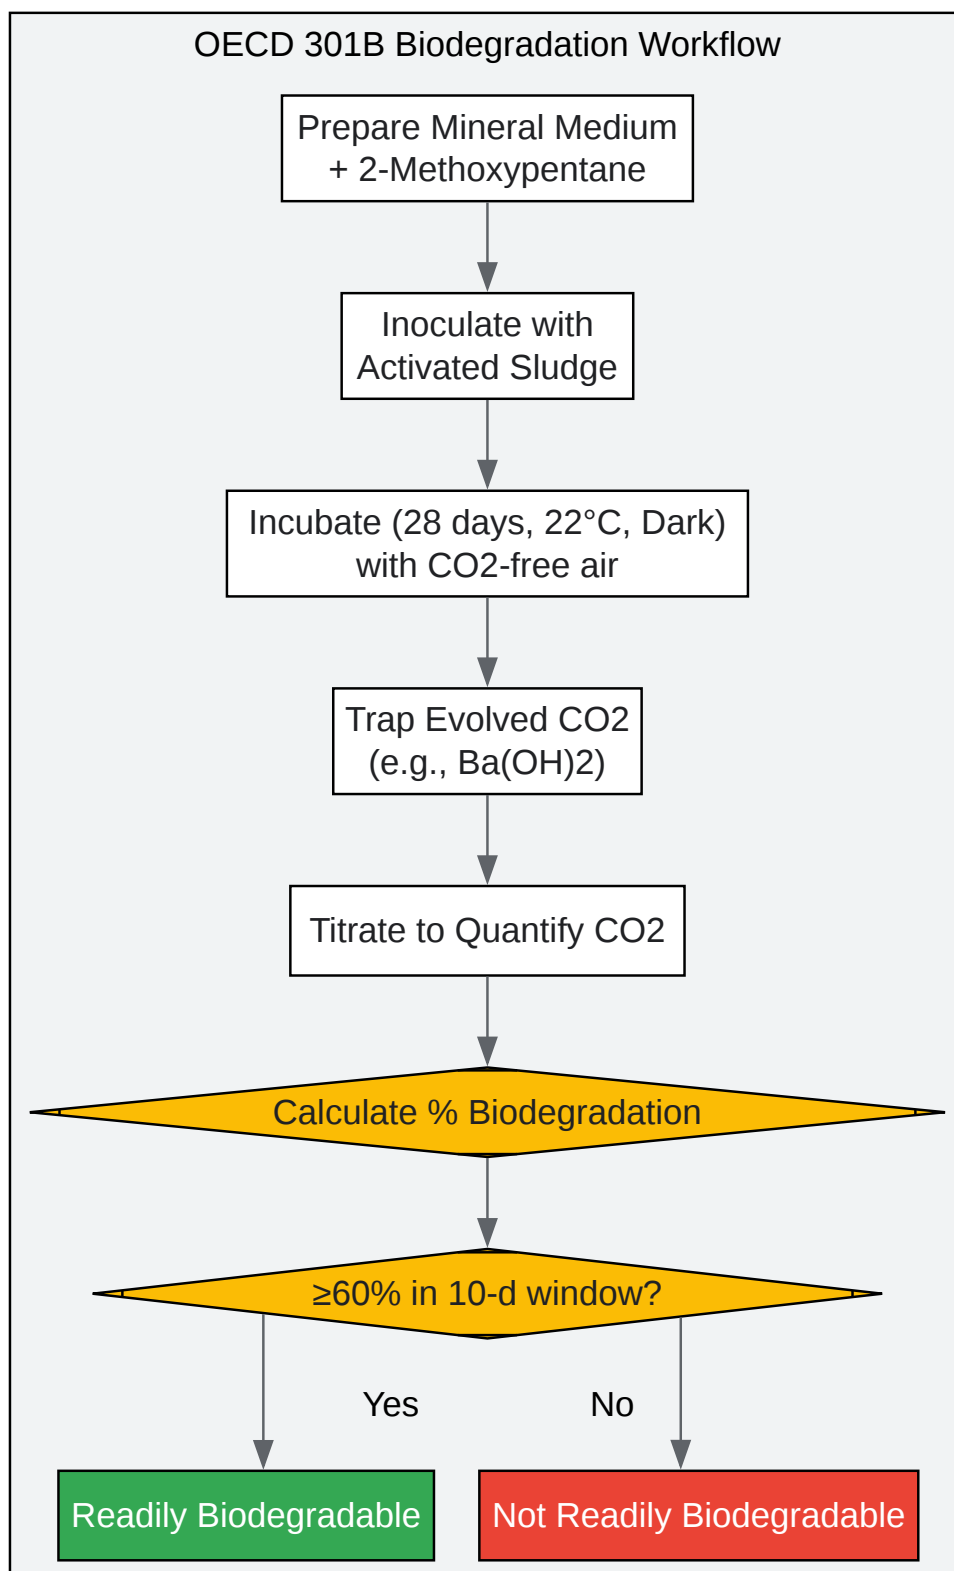 OECD 301B Biodegradation Workflow
Prepare Mineral Medium
+ 2-Methoxypentane
Inoculate with
Activated Sludge
Incubate (28 days, 22°C, Dark)
with CO2-free air
Trap Evolved CO2
(e.g., Ba(OH)2)
Titrate to Quantify CO2
Calculate % Biodegradation
≥60% in 10-d window?
Yes
No
Readily Biodegradable
Not Readily Biodegradable